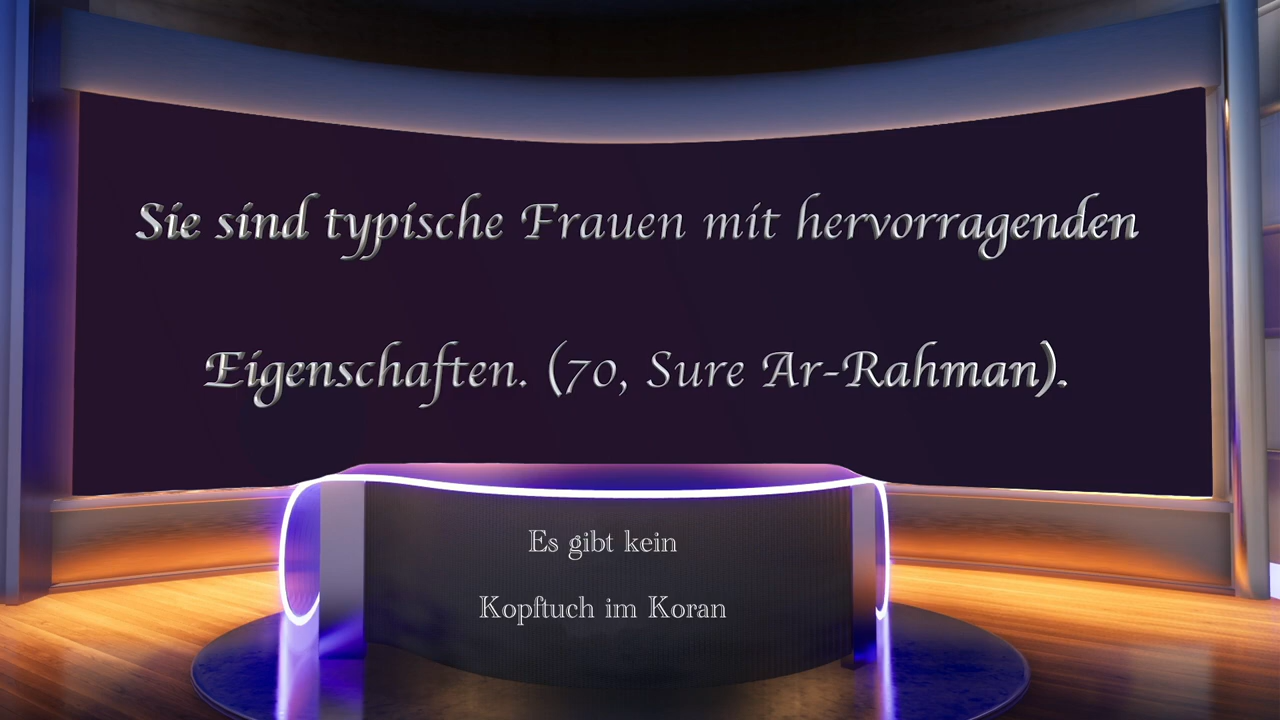 Sie sind typische Frauen mit hervorragenden
Eigenschaften. (70, Sure Ar-Rahman).
Es gibt kein
Kopftuch im Koran